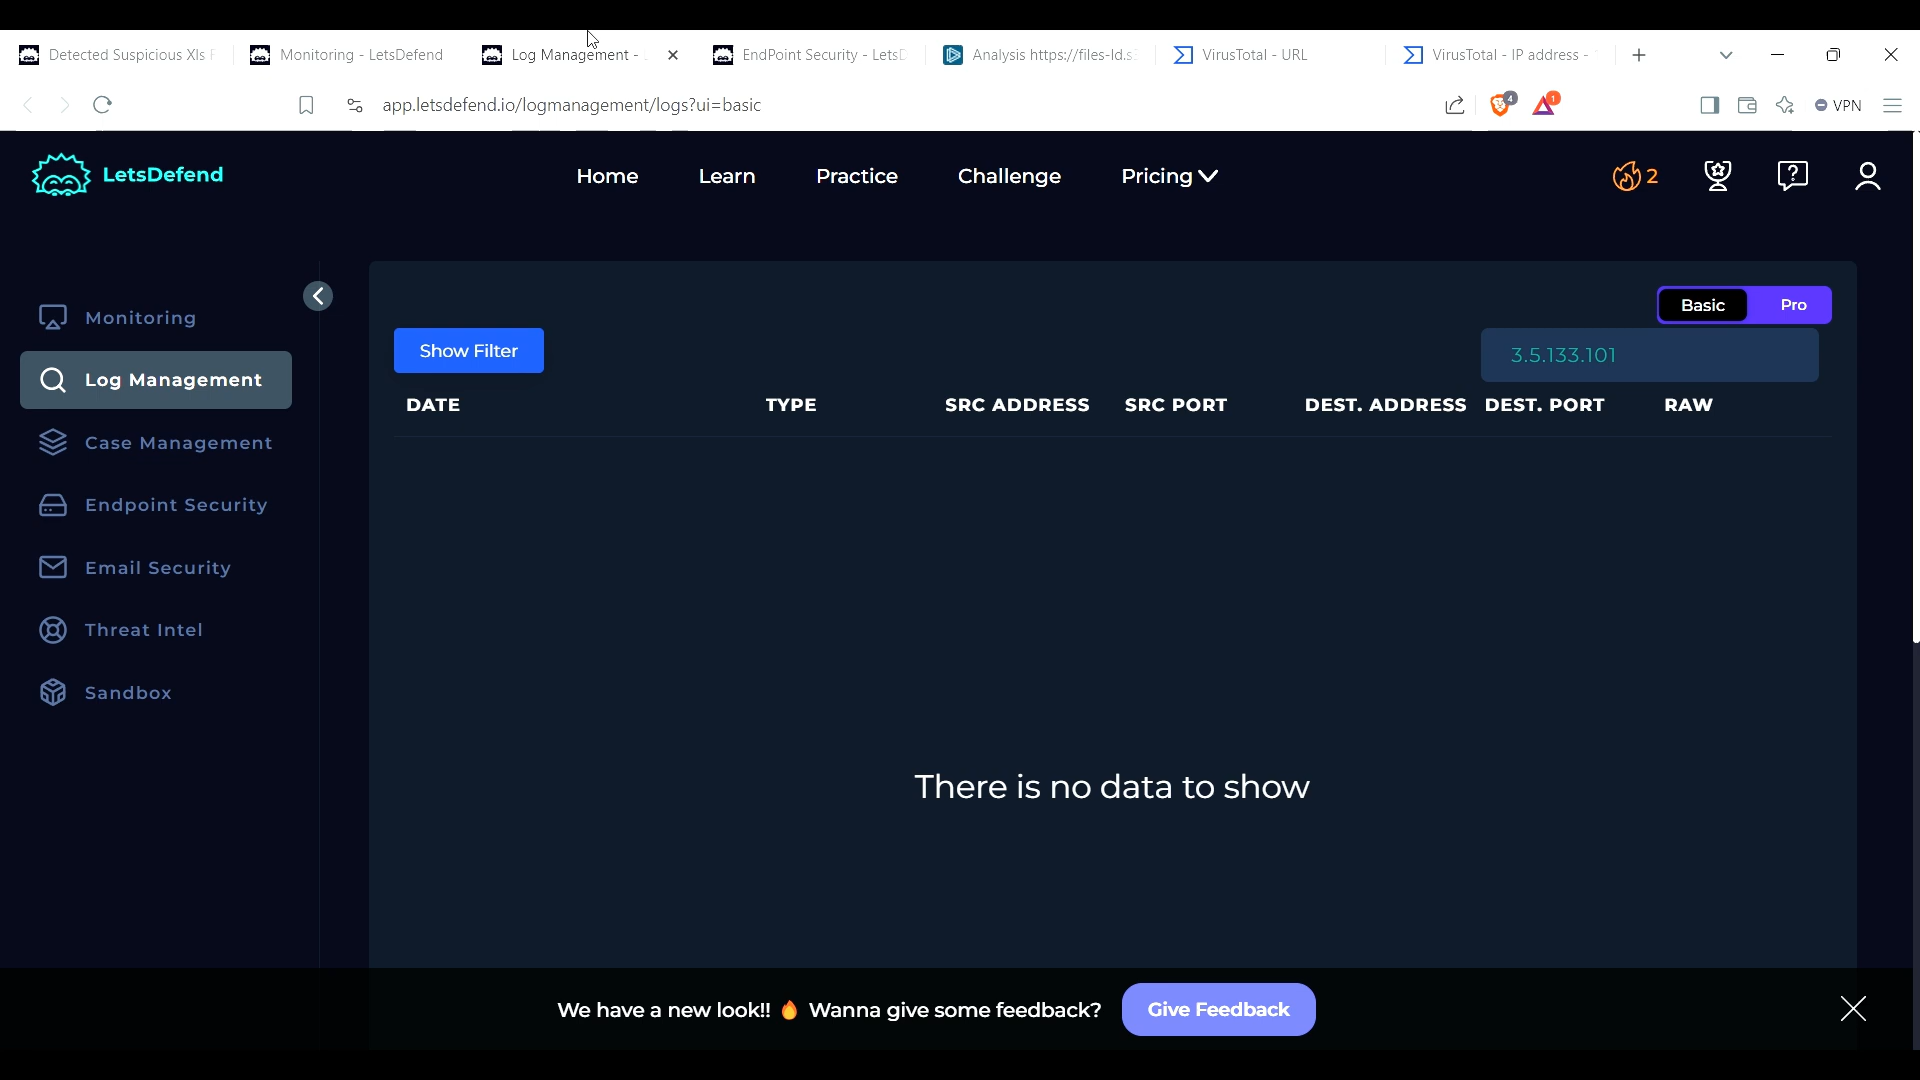 Detected Suspicious Xls F
Monitoring - LetsDefend
Log Management -
EndPoint Security - LetsD
Analysis https://files-ld.s3
VirusTotal - URL
VirusTotal - IP address -
app.letsdefend.io/logmanagement/logs?ui=basic
4
1
VPN
LetsDefend
Home
Learn
Practice
Challenge
Pricing
2
Monitoring
Log Management
Case Management
Endpoint Security
Email Security
Threat Intel
Sandbox
Basic
Pro
Show Filter
3.5.133.101
DATE
TYPE
SRC ADDRESS
SRC PORT
DEST. ADDRESS
DEST. PORT
RAW
There is no data to show
We have a new look!! 🔥 Wanna give some feedback?
Give Feedback